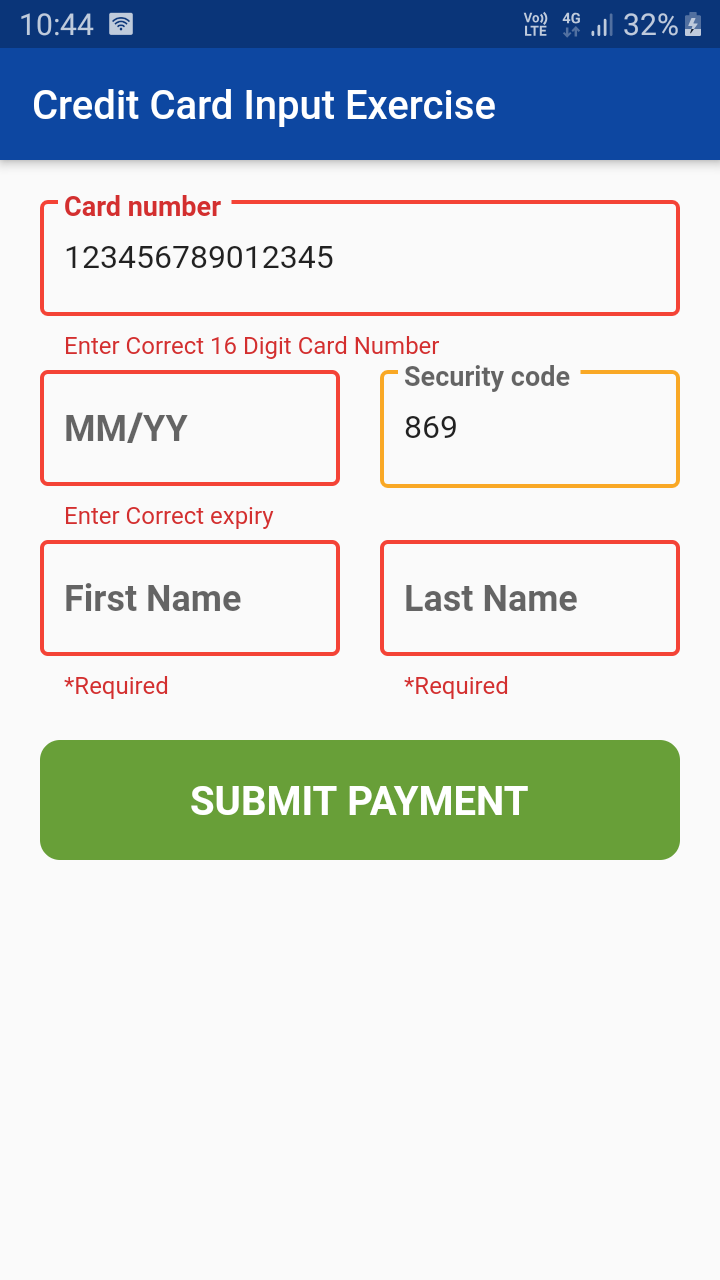 10:44 Vo)) LTE 4G 32%
Credit Card Input Exercise
Card number
123456789012345
Enter Correct 16 Digit Card Number
MM/YY
Security code
869
Enter Correct expiry
First Name
Last Name
*Required
*Required
SUBMIT PAYMENT